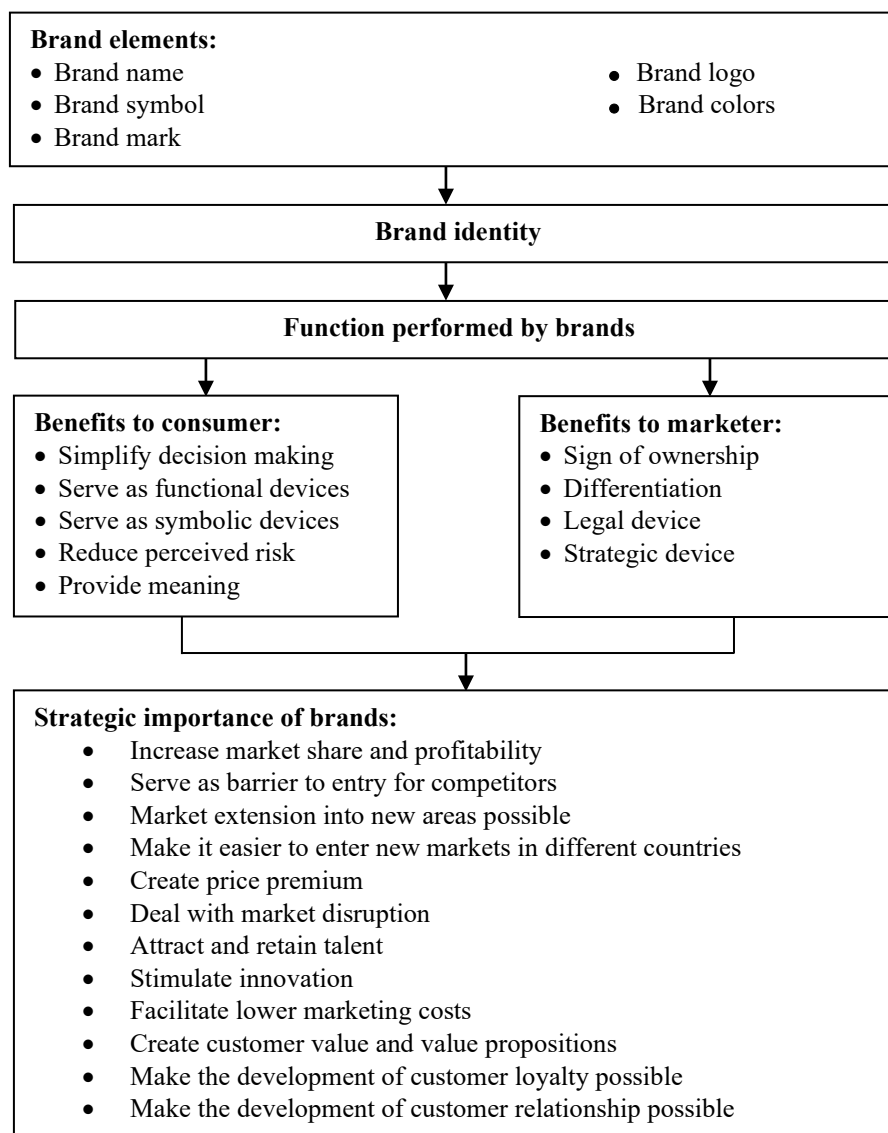 Brand elements:
• Brand name
• Brand symbol
• Brand mark
• Brand logo
• Brand colors
Brand identity
Function performed by brands
Benefits to consumer:
• Simplify decision making
• Serve as functional devices
• Serve as symbolic devices
• Reduce perceived risk
• Provide meaning
Benefits to marketer:
• Sign of ownership
• Differentiation
• Legal device
• Strategic device
Strategic importance of brands:
• Increase market share and profitability
• Serve as barrier to entry for competitors
• Market extension into new areas possible
• Make it easier to enter new markets in different countries
• Create price premium
• Deal with market disruption
• Attract and retain talent
• Stimulate innovation
• Facilitate lower marketing costs
• Create customer value and value propositions
• Make the development of customer loyalty possible
• Make the development of customer relationship possible